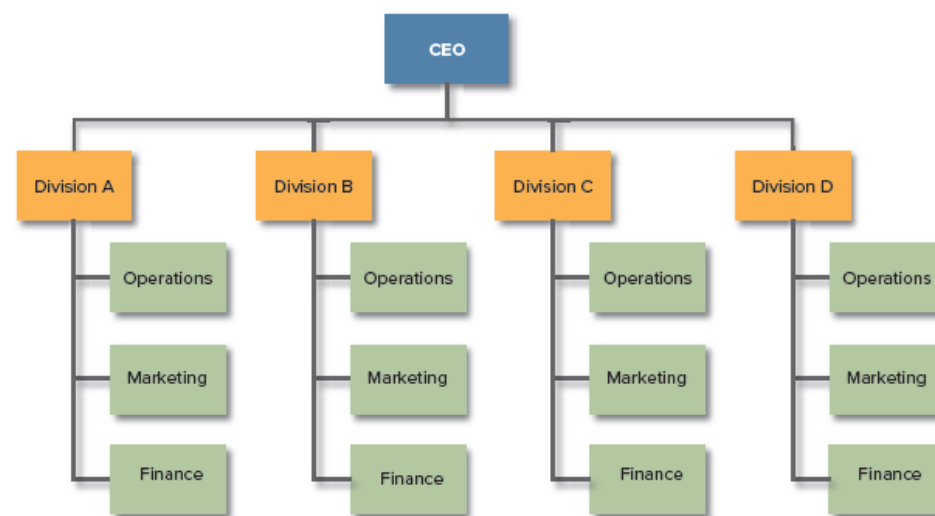 CEO
Division A
Division B
Division C
Division D
Operations
Operations
Operations
Operations
Marketing
Marketing
Marketing
Marketing
Finance
Finance
Finance
Finance